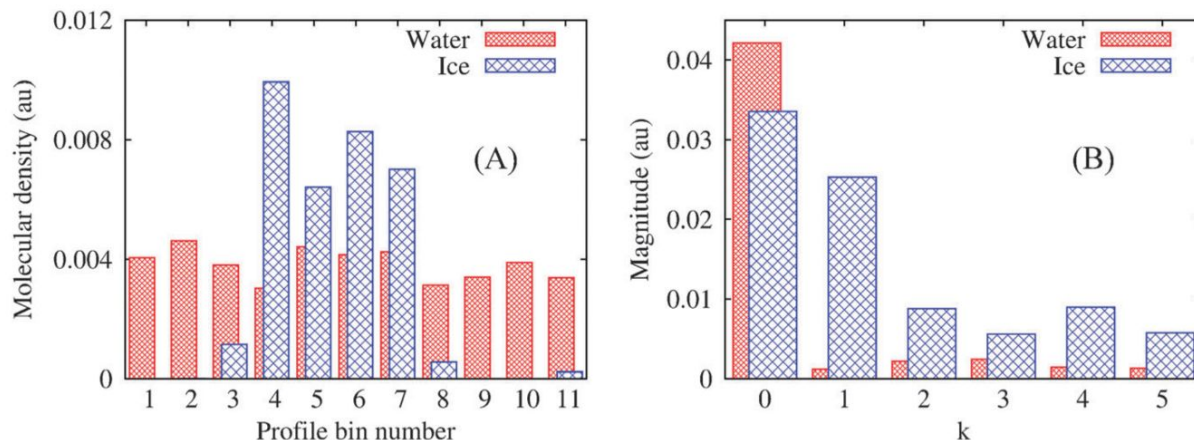 0.012
0.008
0.004
0
Molecular density (au)
Water
Ice
(A)
1 2 3 4 5 6 7 8 9 10 11
Profile bin number
0.04
0.03
0.02
0.01
0
Magnitude (au)
Water
Ice
(B)
0 1 2 3 4 5
k